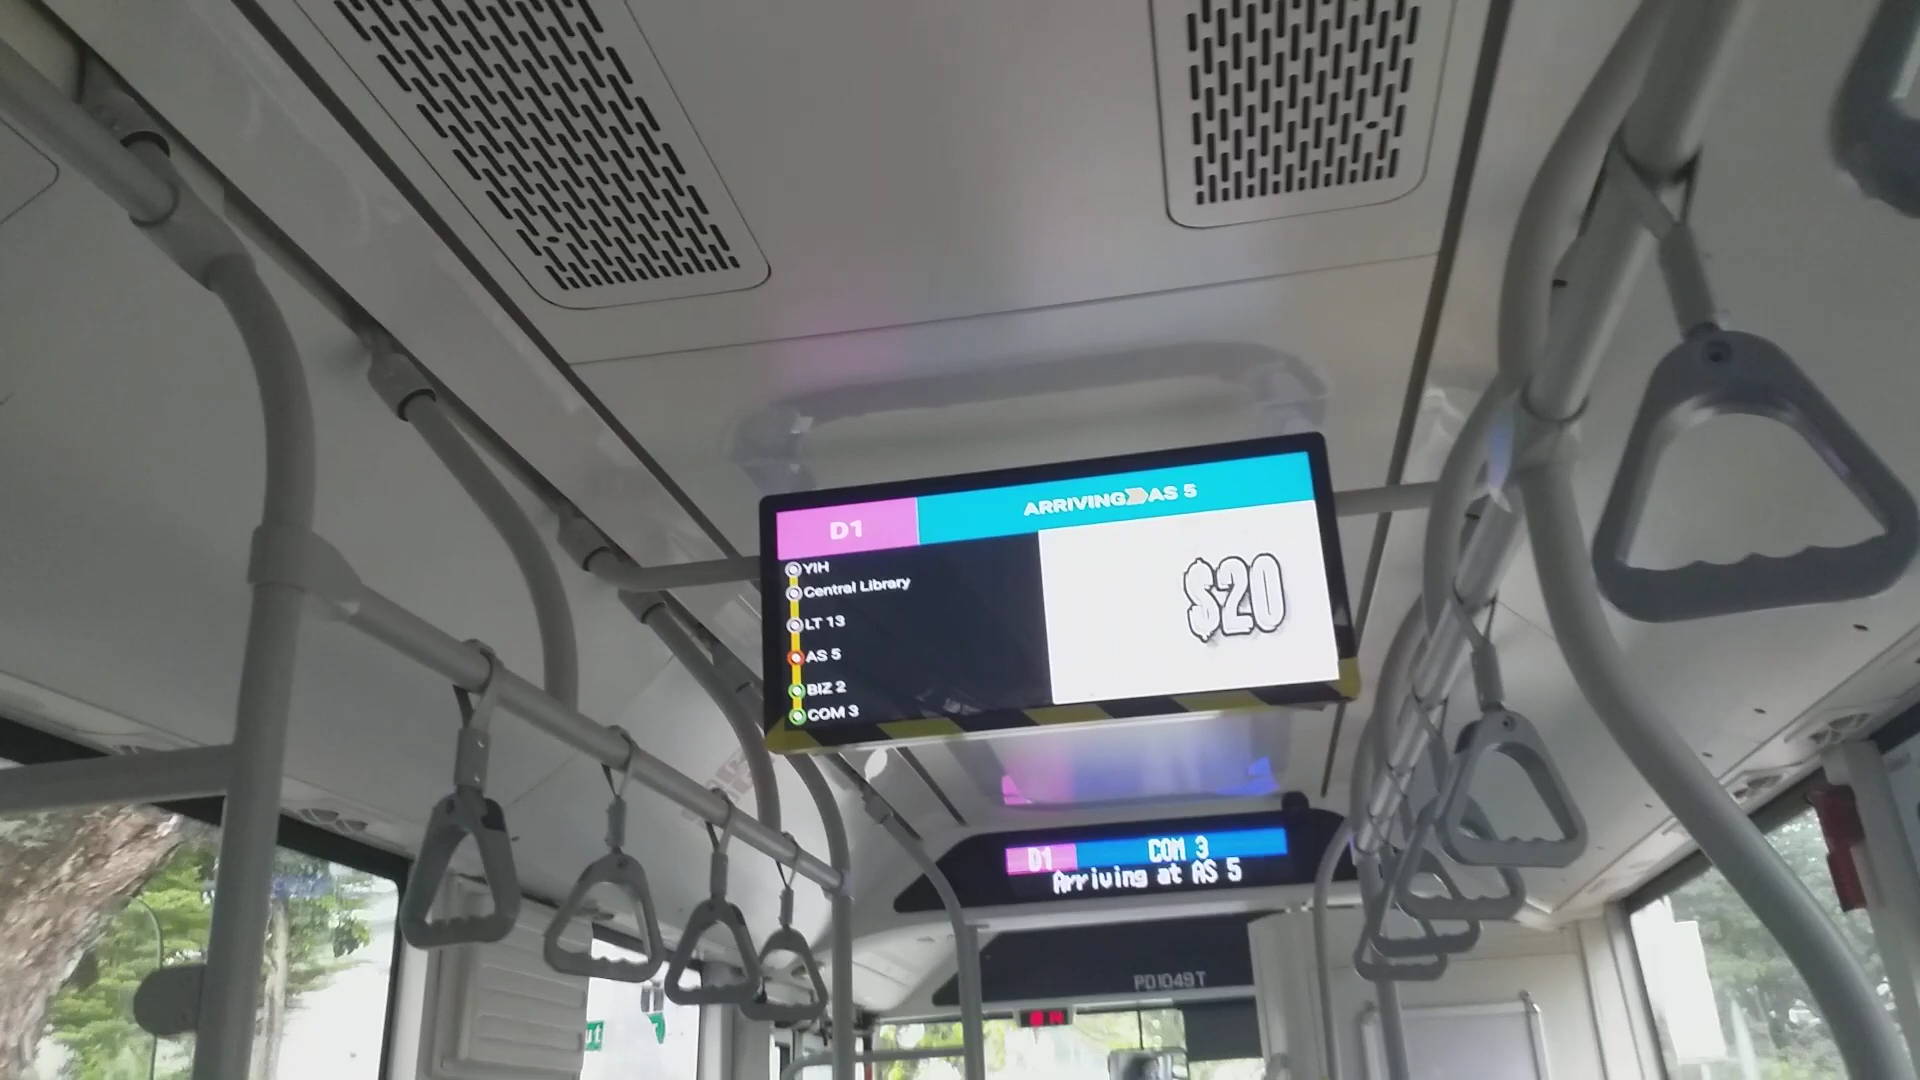 D1
ARRIVING AS 5
YIH
Central Library
LT 13
AS 5
BIZ 2
COM 3
$20
D1
COM 3
Arriving at AS 5
PD1049T